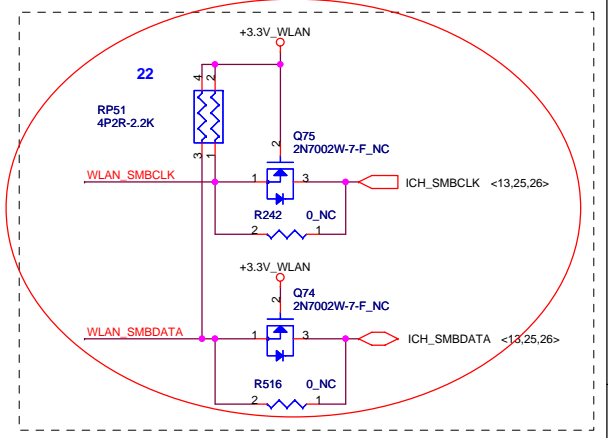 +3.3V_WLAN
22
4 2
RP51
4P2R-2.2K
3 1
2
Q75
2N7002W-7-F_NC
WLAN_SMBCLK
1 3
ICH_SMBCLK <13,25,26>
R242 0_NC
2 1
+3.3V_WLAN
2
Q74
2N7002W-7-F_NC
WLAN_SMBDATA
1 3
ICH_SMBDATA <13,25,26>
R516 0_NC
2 1